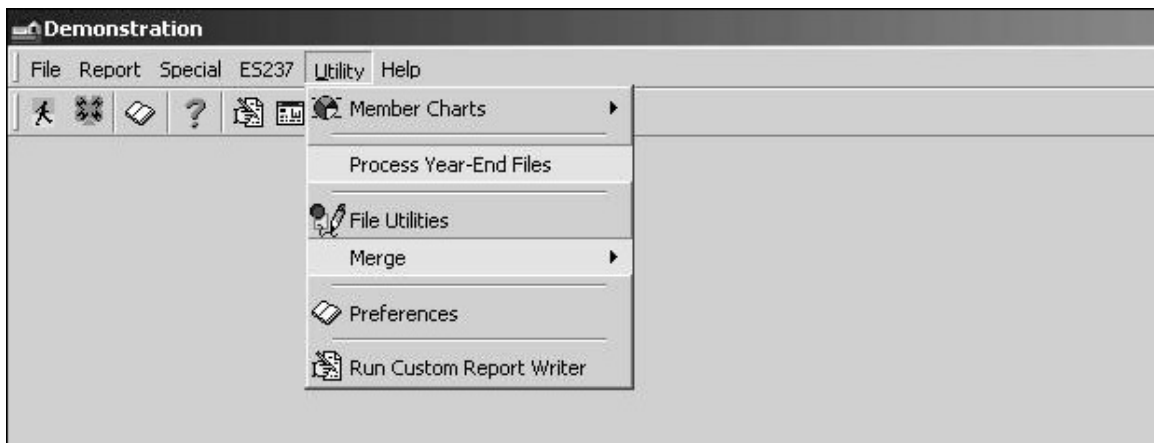 Demonstration
File Report Special ES237 Utility Help
Member Charts
Process Year-End Files
File Utilities
Merge
Preferences
Run Custom Report Writer